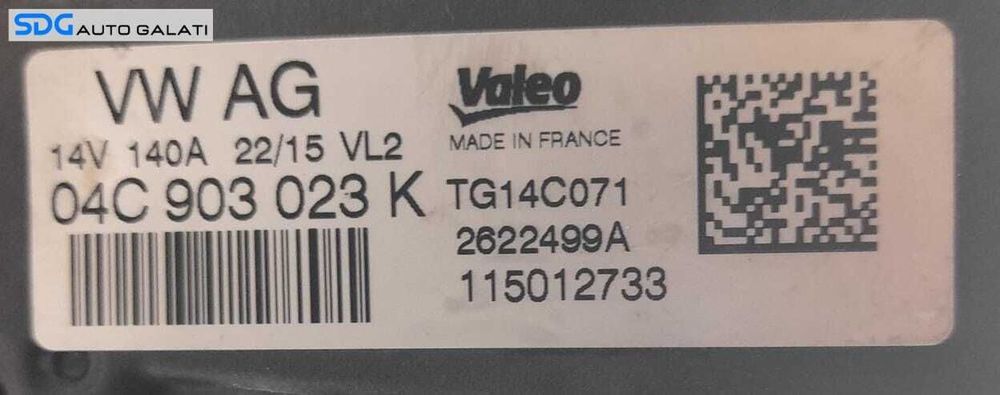 SDG AUTO GALATI
VW AG
14V 140A 22/15 VL2
04C 903 023 K
Valeo
MADE IN FRANCE
TG14C071
2622499A
115012733